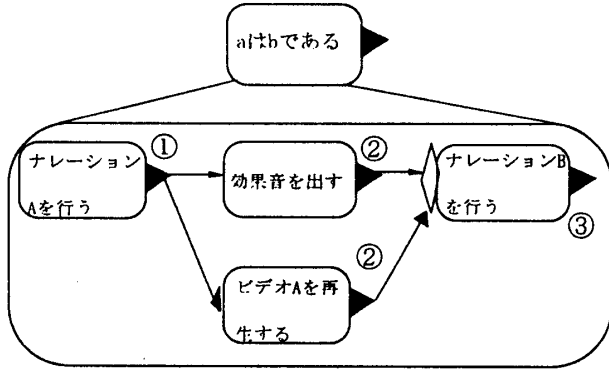 aはbである
ナレーション
Aを行う
①
効果音を出す
②
ナレーションB
を行う
③
ビデオAを再
生する
②